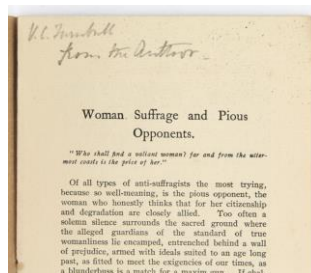 V. C. Turnbull
from the Author
Woman Suffrage and Pious
Opponents.
"Who shall find a valiant woman? far and from the utter-
most coasts is the price of her."
Of all types of anti-suffragists the most trying,
because so well-meaning, is the pious opponent, the
woman who honestly thinks that for her citizenship
and degradation are closely allied. Too often a
solemn silence surrounds the sacred ground where
the alleged guardians of the standard of true
womanliness lie encamped, entrenched behind a wall
of prejudice, armed with ideals suited to an age long
past, as fitted to meet the exigencies of our times, as
a blunderbuss is a match for a maxim gun.